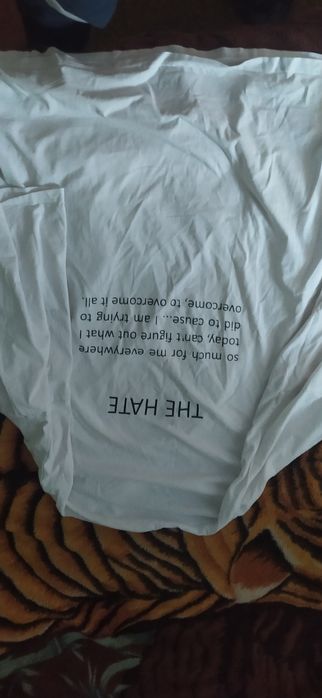 THE HATE
so much for me everywhere
today, can't figure out what I
did to cause... I am trying to
overcome, to overcome it all.